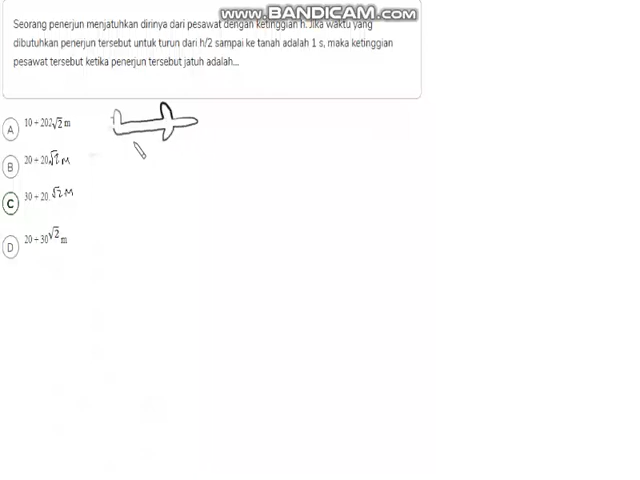 www.BANDICAM.com
Seorang penerjun menjatuhkan dirinya dari pesawat dengan ketinggian h. Jika waktu yang
dibutuhkan penerjun tersebut untuk turun dari h/2 sampai ke tanah adalah 1 s, maka ketinggian
pesawat tersebut ketika penerjun tersebut jatuh adalah...
A 10 + 202√2 m
B 20 + 20√2 M
C 30 + 20 √2 M
D 20 + 30√2 m